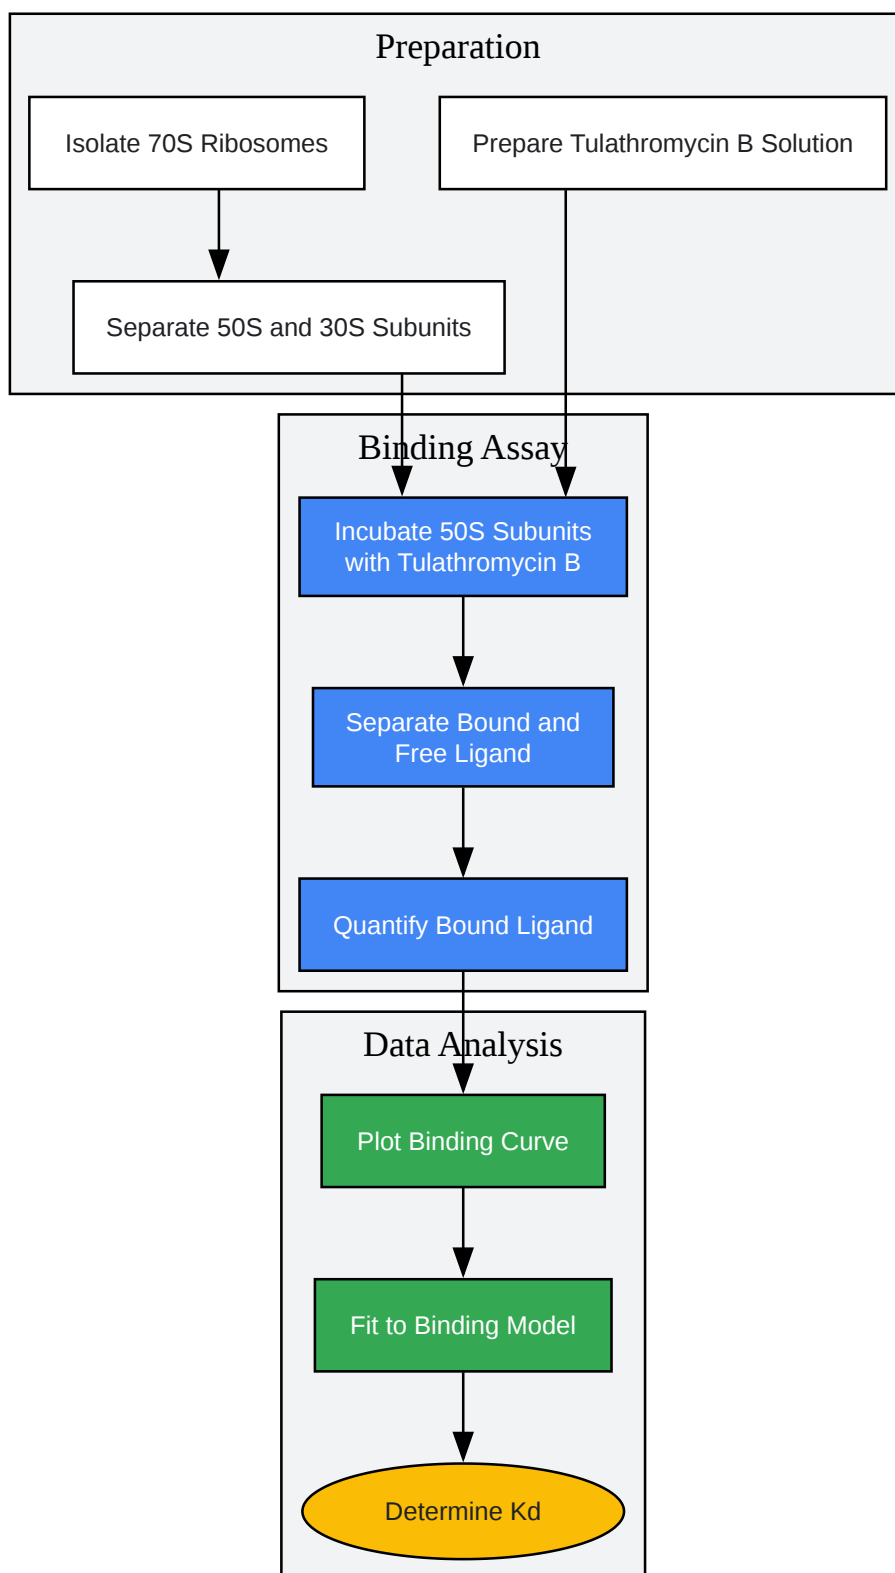 Preparation
Isolate 70S Ribosomes
Prepare Tulathromycin B Solution
Separate 50S and 30S Subunits
Binding Assay
Incubate 50S Subunits
with Tulathromycin B
Separate Bound and
Free Ligand
Quantify Bound Ligand
Data Analysis
Plot Binding Curve
Fit to Binding Model
Determine Kd